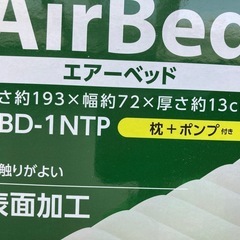 AirBed
エアーベッド
さ約193×幅約72×厚さ約13c
BD-1NTP 枕+ポンプ付き
触りがよい
表面加工